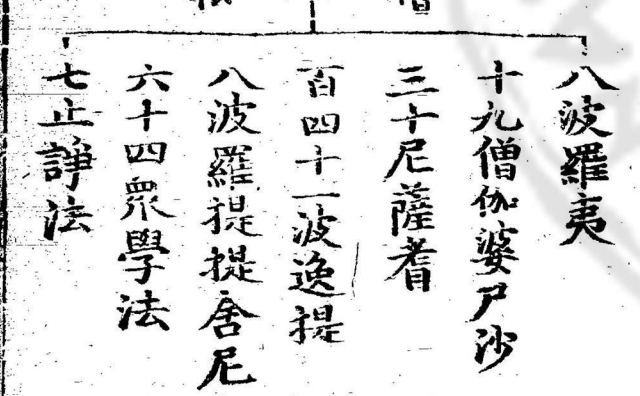 八波羅夷
十九僧伽婆尸沙
三十尼薩耆
百四十一波逸提
八波羅提提舍尼
六十四眾學法
七止諍法